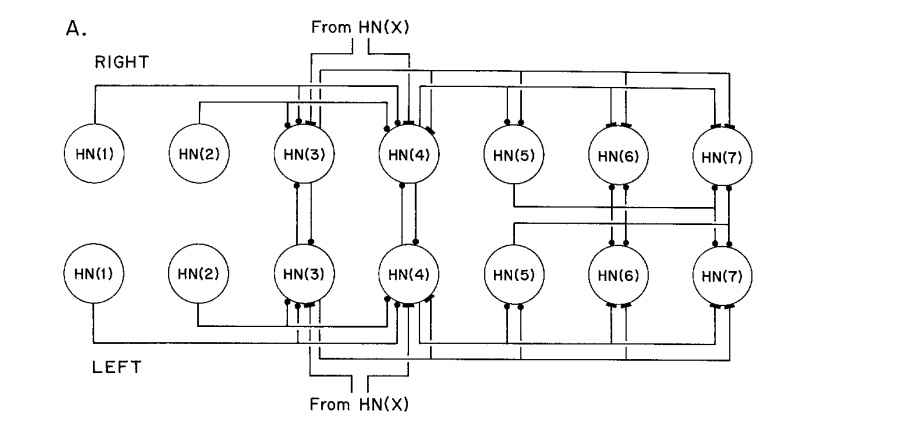 A.
From HN(X)
RIGHT
HN(1) HN(2) HN(3) HN(4) HN(5) HN(6) HN(7)
HN(1) HN(2) HN(3) HN(4) HN(5) HN(6) HN(7)
LEFT
From HN(X)